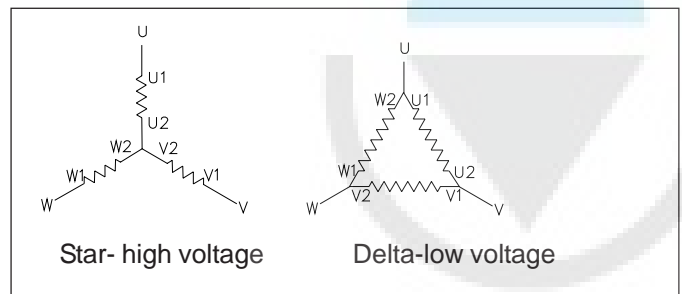 U
U1
U2
W2 V2
W1 V1
W V
Star- high voltage
U
W2 U1
W1 U2
V2 V1
W V
Delta-low voltage